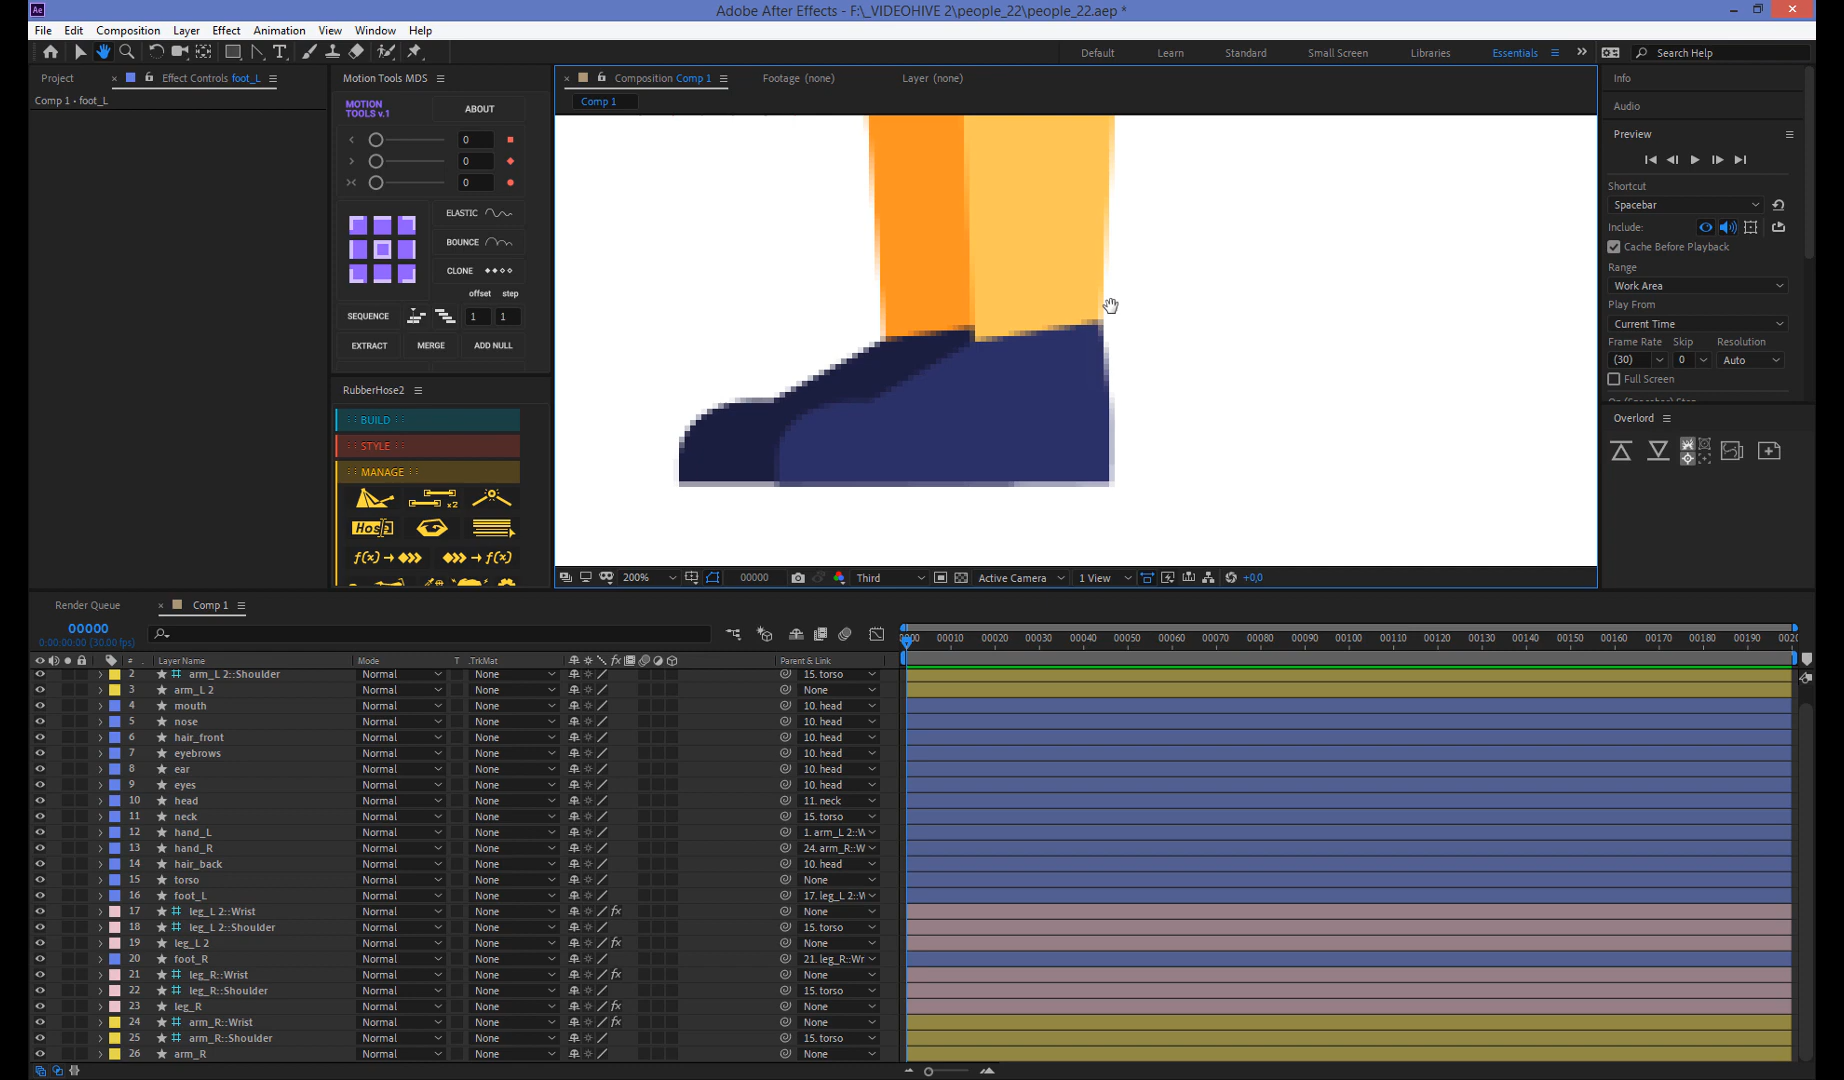 Adobe After Effects - F:\_VIDEOHIVE 2\people_22\people_22.aep *
File Edit Composition Layer Effect Animation View Window Help
Default Learn Standard Small Screen Libraries Essentials Search Help
Project Effect Controls foot_L Motion Tools MDS Composition Comp 1 Footage (none) Layer (none) Info
Comp 1 • foot_L
Comp 1
MOTION TOOLS v.1 ABOUT
Audio
Preview
0
0
0
Shortcut
Spacebar
ELASTIC
Include:
BOUNCE
Cache Before Playback
CLONE
Range
Work Area
offset step
Play From
SEQUENCE 1 1
Current Time
EXTRACT MERGE ADD NULL
Frame Rate Skip Resolution
(30) 0 Auto
Full Screen
RubberHose2
:: BUILD ::
Overlord
:: STYLE ::
:: MANAGE ::
Hose
f(x)
f(x)
200% 00000 Third Active Camera 1 View +0,0
Render Queue Comp 1
00000
0:00:00:00 (30.00 fps)
00010 00020 00030 00040 00050 00060 00070 00080 00090 00100 00110 00120 00130 00140 00150 00160 00170 00180 00190
# Layer Name Mode T .TrkMat Parent & Link
2 arm_L 2::Shoulder Normal None 15. torso
3 arm_L 2 Normal None None
4 mouth Normal None 10. head
5 nose Normal None 10. head
6 hair_front Normal None 10. head
7 eyebrows Normal None 10. head
8 ear Normal None 10. head
9 eyes Normal None 10. head
10 head Normal None 11. neck
11 neck Normal None 15. torso
12 hand_L Normal None 1. arm_L 2::W
13 hand_R Normal None 24. arm_R::W
14 hair_back Normal None 10. head
15 torso Normal None None
16 foot_L Normal None 17. leg_L 2::W
17 leg_L 2::Wrist Normal None fx None
18 leg_L 2::Shoulder Normal None 15. torso
19 leg_L 2 Normal None fx None
20 foot_R Normal None 21. leg_R::Wr
21 leg_R::Wrist Normal None fx None
22 leg_R::Shoulder Normal None 15. torso
23 leg_R Normal None fx None
24 arm_R::Wrist Normal None fx None
25 arm_R::Shoulder Normal None 15. torso
26 arm_R Normal None None